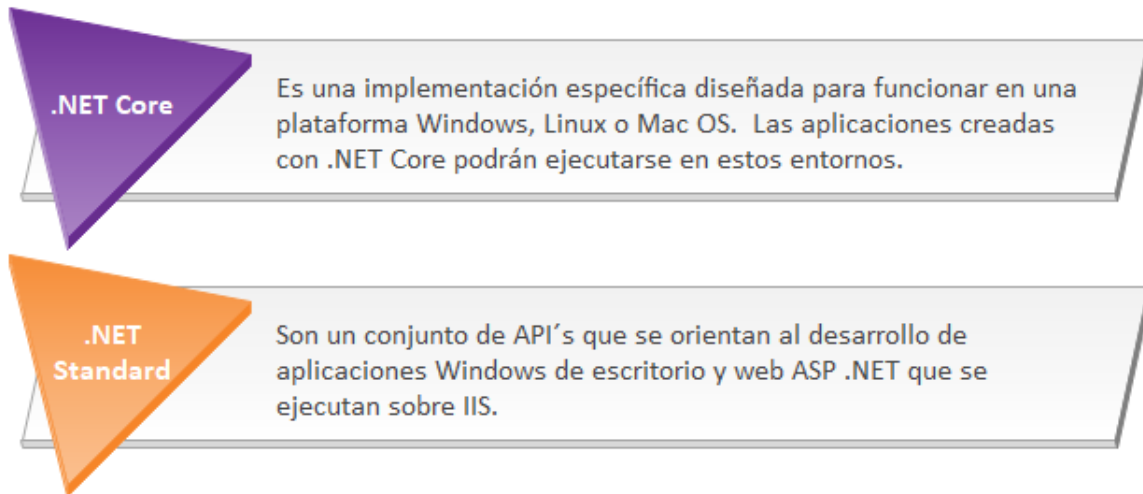 .NET Core
Es una implementación específica diseñada para funcionar en una
plataforma Windows, Linux o Mac OS.  Las aplicaciones creadas
con .NET Core podrán ejecutarse en estos entornos.
.NET
Standard
Son un conjunto de API´s que se orientan al desarrollo de
aplicaciones Windows de escritorio y web ASP .NET que se
ejecutan sobre IIS.